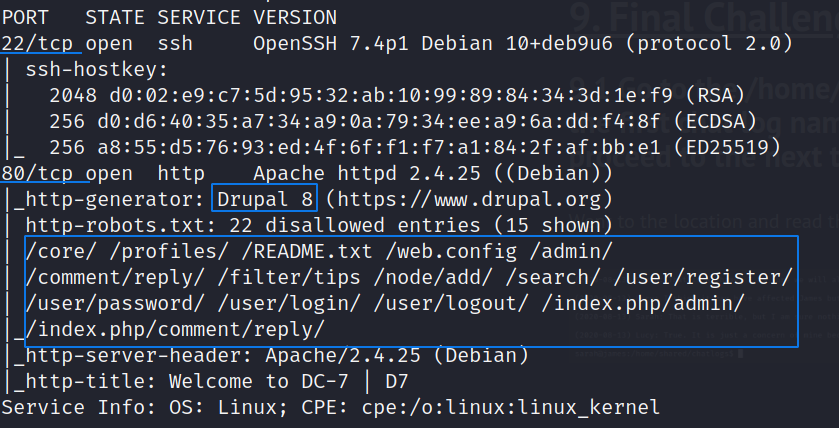 PORT   STATE SERVICE VERSION
22/tcp open  ssh     OpenSSH 7.4p1 Debian 10+deb9u6 (protocol 2.0)
| ssh-hostkey:
|   2048 d0:02:e9:c7:5d:95:32:ab:10:99:89:84:34:3d:1e:f9 (RSA)
|   256 d0:d6:40:35:a7:34:a9:0a:79:34:ee:a9:6a:dd:f4:8f (ECDSA)
|_  256 a8:55:d5:76:93:ed:4f:6f:f1:f7:a1:84:2f:af:bb:e1 (ED25519)
80/tcp open  http    Apache httpd 2.4.25 ((Debian))
|_http-generator: Drupal 8 (https://www.drupal.org)
| http-robots.txt: 22 disallowed entries (15 shown)
| /core/ /profiles/ /README.txt /web.config /admin/
| /comment/reply/ /filter/tips /node/add/ /search/ /user/register/
| /user/password/ /user/login/ /user/logout/ /index.php/admin/
|_/index.php/comment/reply/
|_http-server-header: Apache/2.4.25 (Debian)
|_http-title: Welcome to DC-7 | D7
Service Info: OS: Linux; CPE: cpe:/o:linux:linux_kernel
9. Final Challen